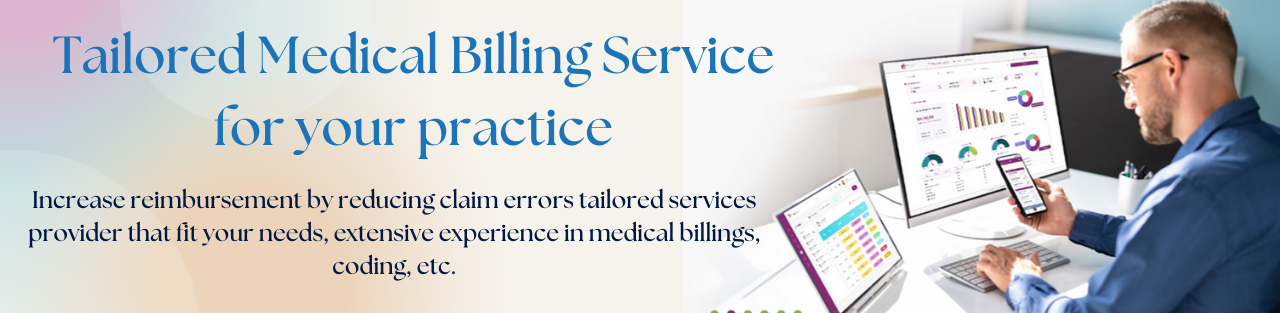 Tailored Medical Billing Service
for your practice
Increase reimbursement by reducing claim errors tailored services
provider that fit your needs, extensive experience in medical billings,
coding, etc.